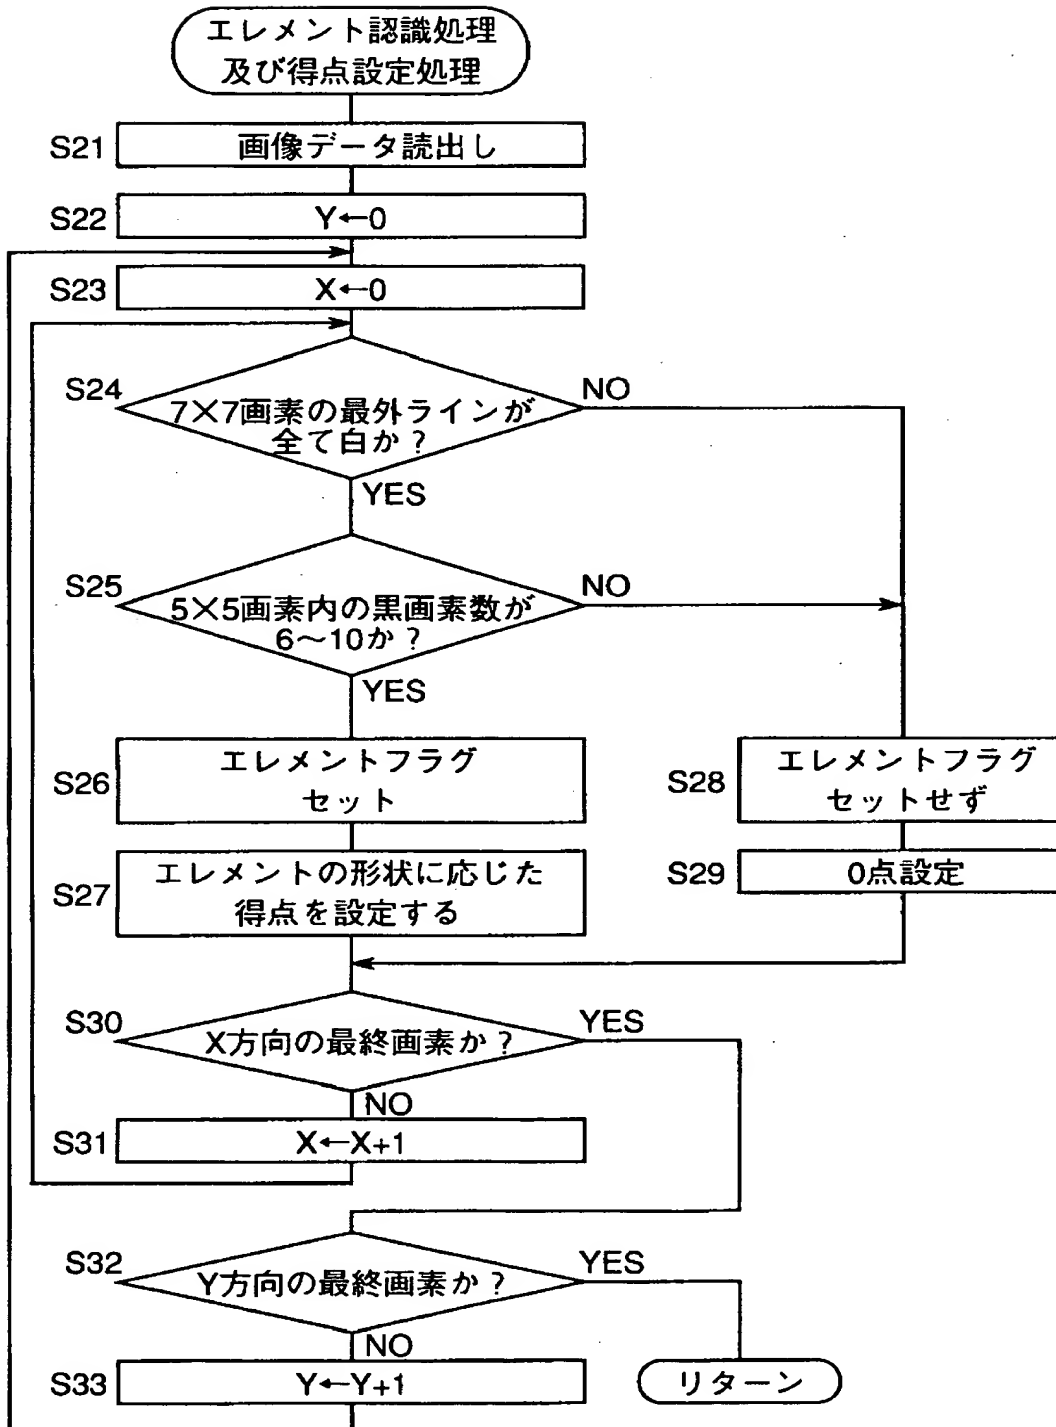 エレメント認識処理
及び得点設定処理
S21
画像データ読出し
S22
Y←0
S23
X←0
S24
7×7画素の最外ラインが
全て白か？
NO
YES
S25
5×5画素内の黒画素数が
6～10か？
NO
YES
S26
エレメントフラグ
セット
S28
エレメントフラグ
セットせず
S27
エレメントの形状に応じた
得点を設定する
S29
0点設定
S30
X方向の最終画素か？
YES
NO
S31
X←X+1
S32
Y方向の最終画素か？
YES
NO
S33
Y←Y+1
リターン